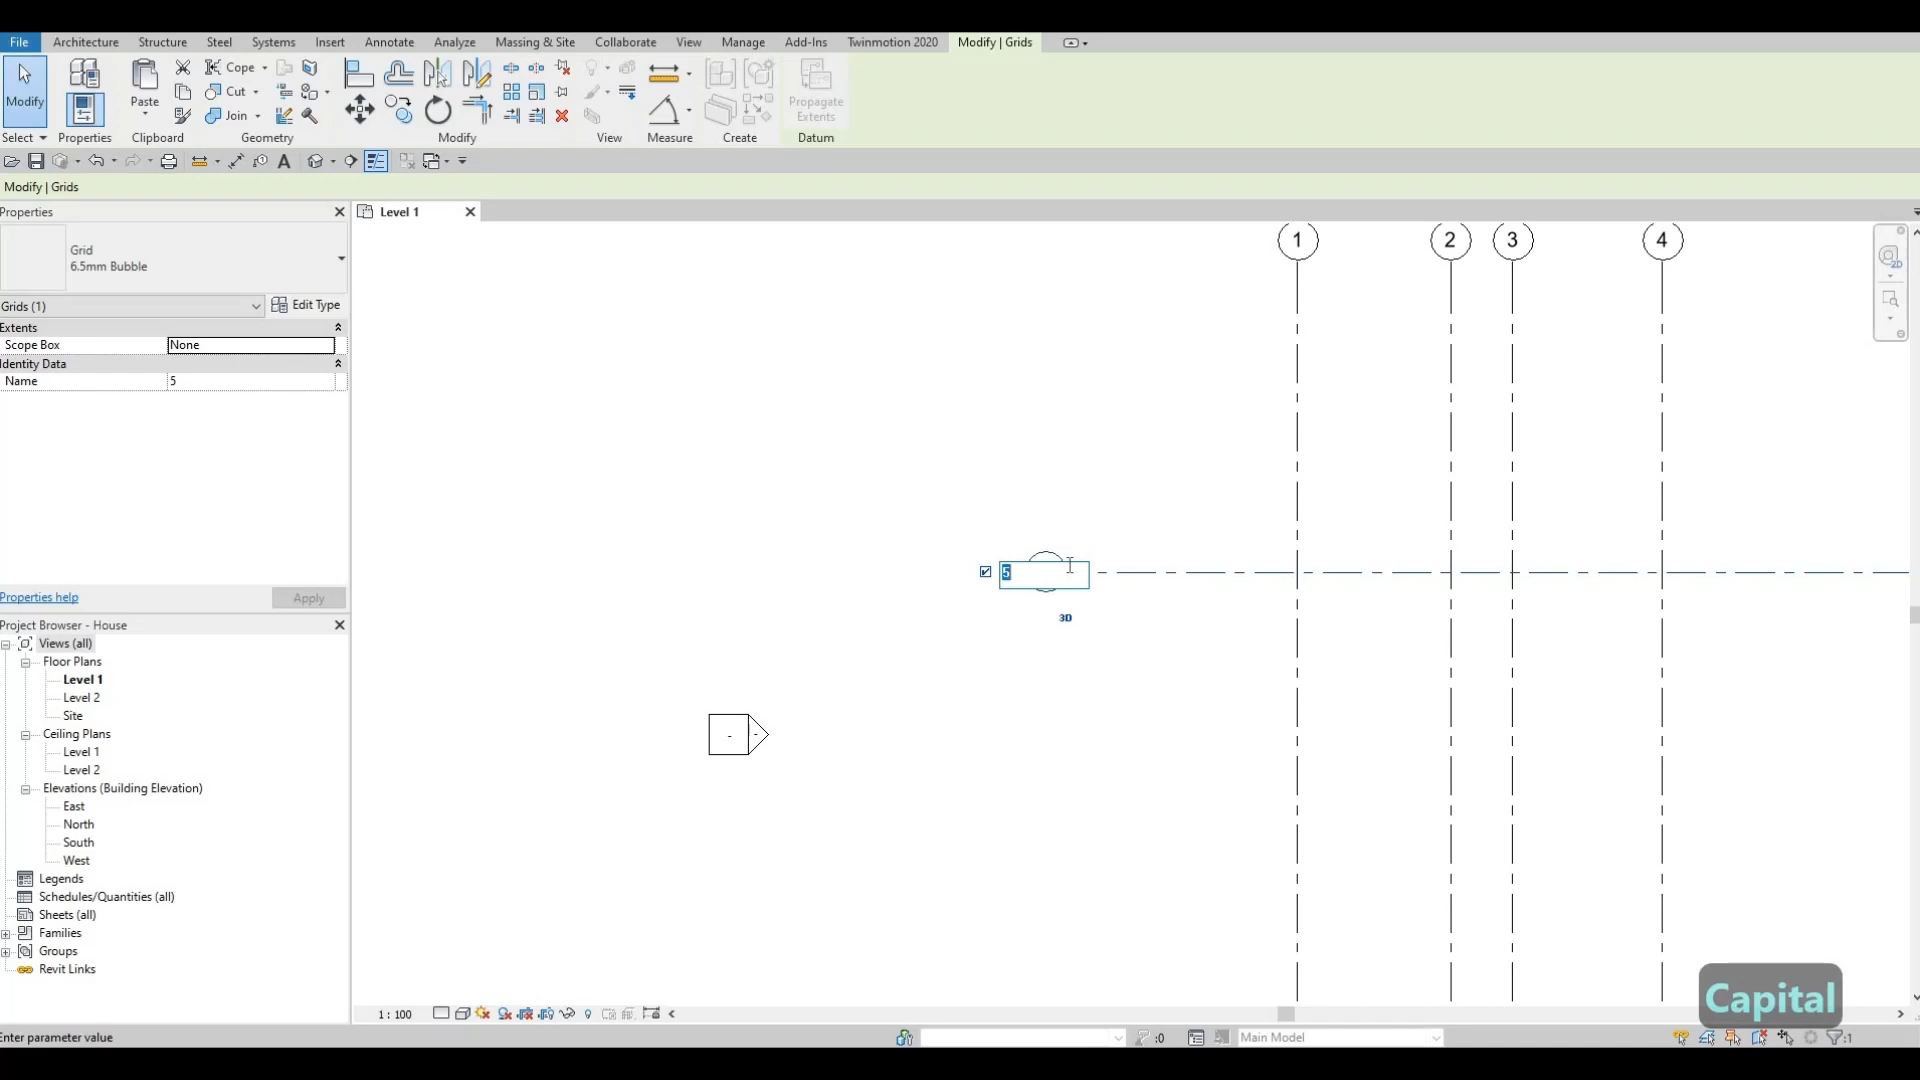 File Architecture Structure Steel Systems Insert Annotate Analyze Massing & Site Collaborate View Manage Add-Ins Twinmotion 2020 Modify | Grids
Modify
Paste
Cope
Cut
Join
Propagate
Extents
Select Properties Clipboard Geometry Modify View Measure Create Datum
A
Modify | Grids
Properties
Level 1
Grid
6.5mm Bubble
Grids (1)
Edit Type
Extents
Scope Box None
Identity Data
Name 5
Properties help
Apply
Project Browser - House
Views (all)
Floor Plans
Level 1
Level 2
Site
Ceiling Plans
Level 1
Level 2
Elevations (Building Elevation)
East
North
South
West
Legends
Schedules/Quantities (all)
Sheets (all)
Families
Groups
Revit Links
1 2 3 4
2D
5
3D
Capital
1 : 100
Enter parameter value
:0
Main Model
:1